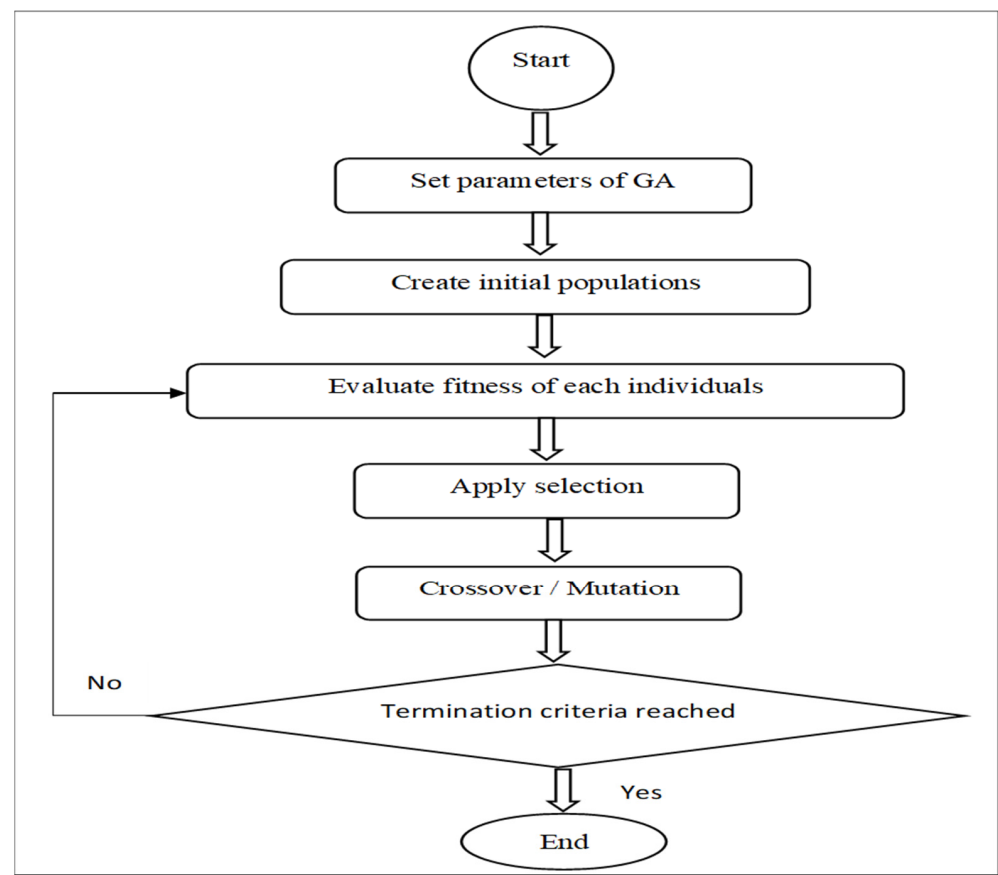 Start
Set parameters of GA
Create initial populations
Evaluate fitness of each individuals
Apply selection
Crossover / Mutation
No
Termination criteria reached
Yes
End